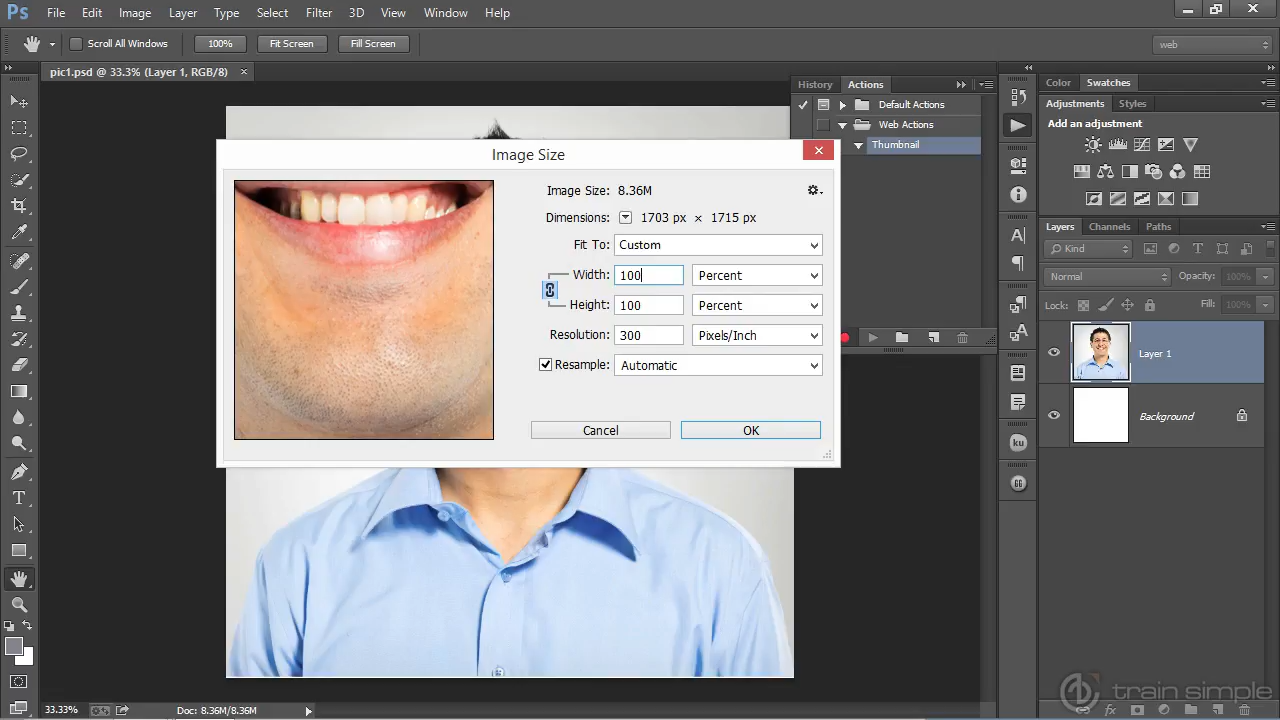 Ps File Edit Image Layer Type Select Filter 3D View Window Help
Scroll All Windows 100% Fit Screen Fill Screen web
pic1.psd @ 33.3% (Layer 1, RGB/8) ×
History Actions
Default Actions
Web Actions
Thumbnail
Color Swatches
Adjustments Styles
Add an adjustment
Layers Channels Paths
Kind
Normal Opacity: 100%
Lock: Fill: 100%
Layer 1
Background
Image Size
Image Size: 8.36M
Dimensions: 1703 px × 1715 px
Fit To: Custom
Width: 100 Percent
Height: 100 Percent
Resolution: 300 Pixels/Inch
Resample: Automatic
Cancel OK
ku
33.33% Doc: 8.36M/8.36M
train simple